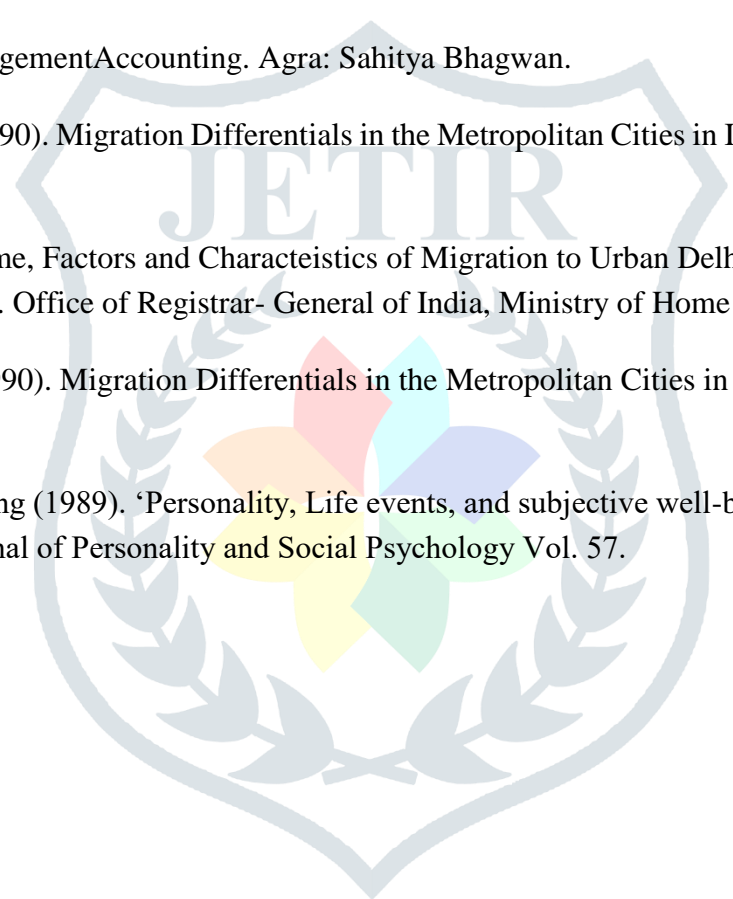 gementAccounting. Agra: Sahitya Bhagwan.
90). Migration Differentials in the Metropolitan Cities in I
JETIR
me, Factors and Characteistics of Migration to Urban Delh
. Office of Registrar- General of India, Ministry of Home
90). Migration Differentials in the Metropolitan Cities in
ng (1989). ‘Personality, Life events, and subjective well-b
nal of Personality and Social Psychology Vol. 57.